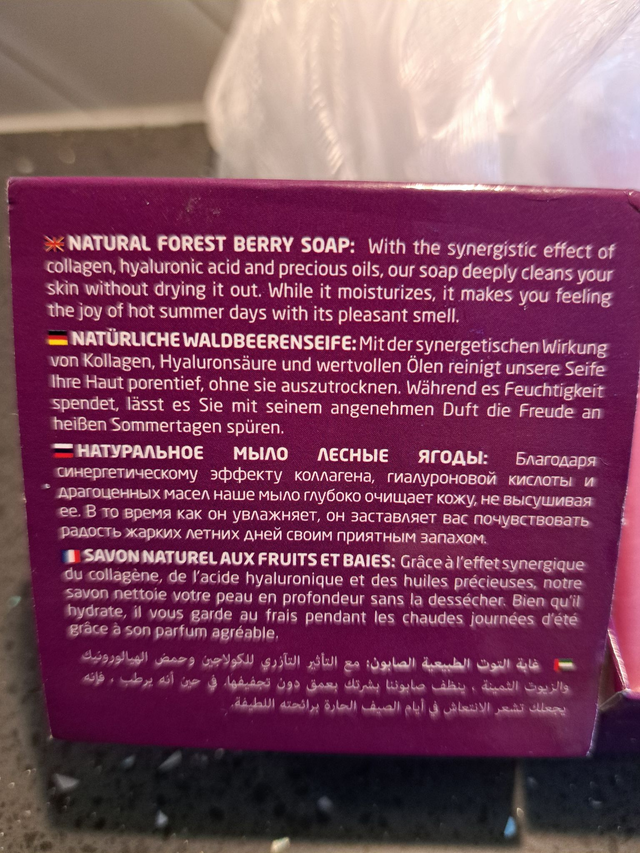 NATURAL FOREST BERRY SOAP: With the synergistic effect of
collagen, hyaluronic acid and precious oils, our soap deeply cleans your
skin without drying it out. While it moisturizes, it makes you feeling
the joy of hot summer days with its pleasant smell.
NATÜRLICHE WALDBEERENSEIFE: Mit der synergetischen Wirkung
von Kollagen, Hyaluronsäure und wertvollen Ölen reinigt unsere Seife
Ihre Haut porentief, ohne sie auszutrocknen. Während es Feuchtigkeit
spendet, lässt es Sie mit seinem angenehmen Duft die Freude an
heißen Sommertagen spüren.
НАТУРАЛЬНОЕ МЫЛО ЛЕСНЫЕ ЯГОДЫ: Благодаря
синергетическому эффекту коллагена, гиалуроновой кислоты и
драгоценных масел наше мыло глубоко очищает кожу, не высушивая
ее. В то время как он увлажняет, он заставляет вас почувствовать
радость жарких летних дней своим приятным запахом.
SAVON NATUREL AUX FRUITS ET BAIES: Grâce à l'effet synergique
du collagène, de l'acide hyaluronique et des huiles précieuses, notre
savon nettoie votre peau en profondeur sans la dessécher. Bien qu'il
hydrate, il vous garde au frais pendant les chaudes journées d'été
grâce à son parfum agréable.
غابة التوت الطبيعية الصابون: مع التأثير التآزري للكولاجين وحمض الهيالورونيك
والزيوت الثمينة ، ينظف صابوننا بشرتك بعمق دون تجفيفها. في حين أنه يرطب ، فإنه
يجعلك تشعر الانتعاش في أيام الصيف الحارة برائحته اللطيفة.